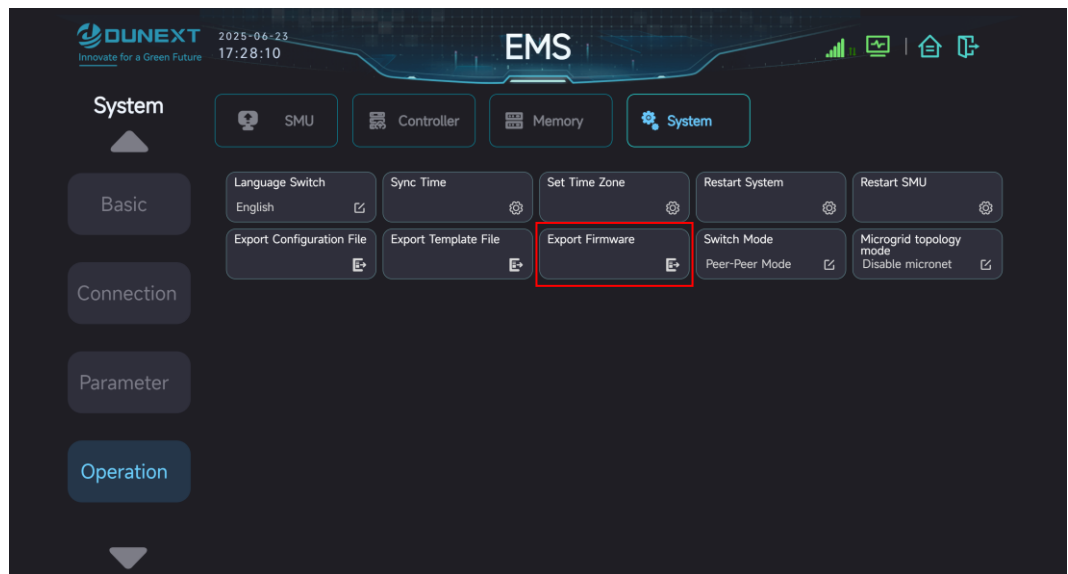 DUNEXT
Innovate for a Green Future
2025-06-23
17:28:10
EMS
System
SMU
Controller
Memory
System
Basic
Connection
Parameter
Operation
Language Switch
English
Sync Time
Set Time Zone
Restart System
Restart SMU
Export Configuration File
Export Template File
Export Firmware
Switch Mode
Peer-Peer Mode
Microgrid topology
mode
Disable micronet